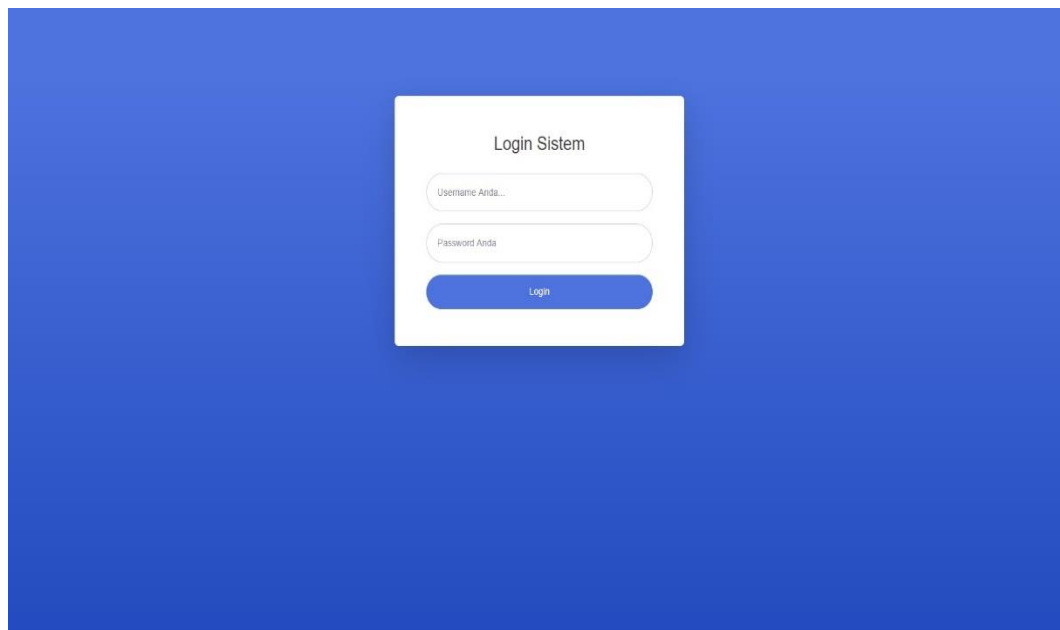 Login Sistem
Username Anda...
Password Anda
Login